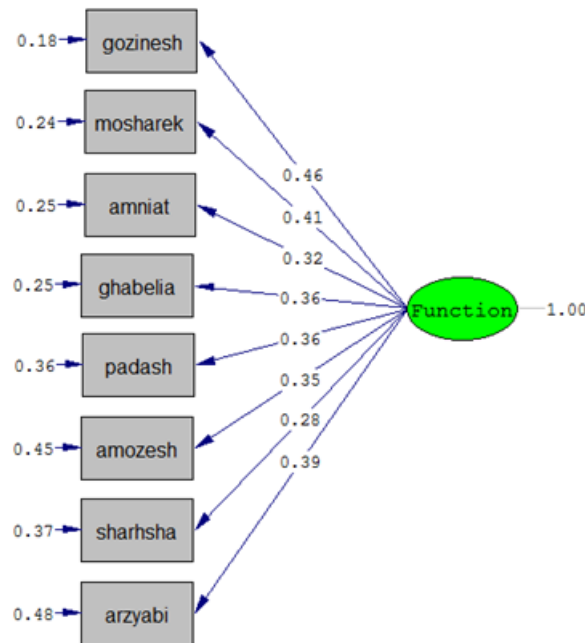 0.18 gozinesh
0.46
0.24 mosharek
0.41
0.25 amniat
0.32
0.25 ghabelia
0.36
Function 1.00
0.36 padash
0.36
0.45 amozesh
0.35
0.37 sharhsha
0.28
0.48 arzyabi
0.39